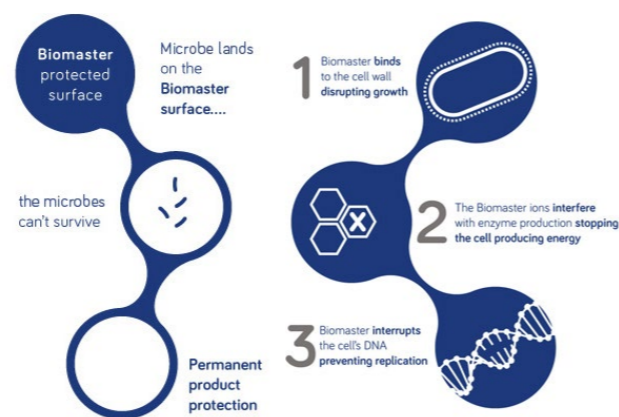 Biomaster
protected
surface
Microbe lands
on the
Biomaster
surface....
the microbes
can't survive
Permanent
product
protection
1
Biomaster binds
to the cell wall
disrupting growth
2
The Biomaster ions interfere
with enzyme production stopping
the cell producing energy
3
Biomaster interrupts
the cell's DNA
preventing replication